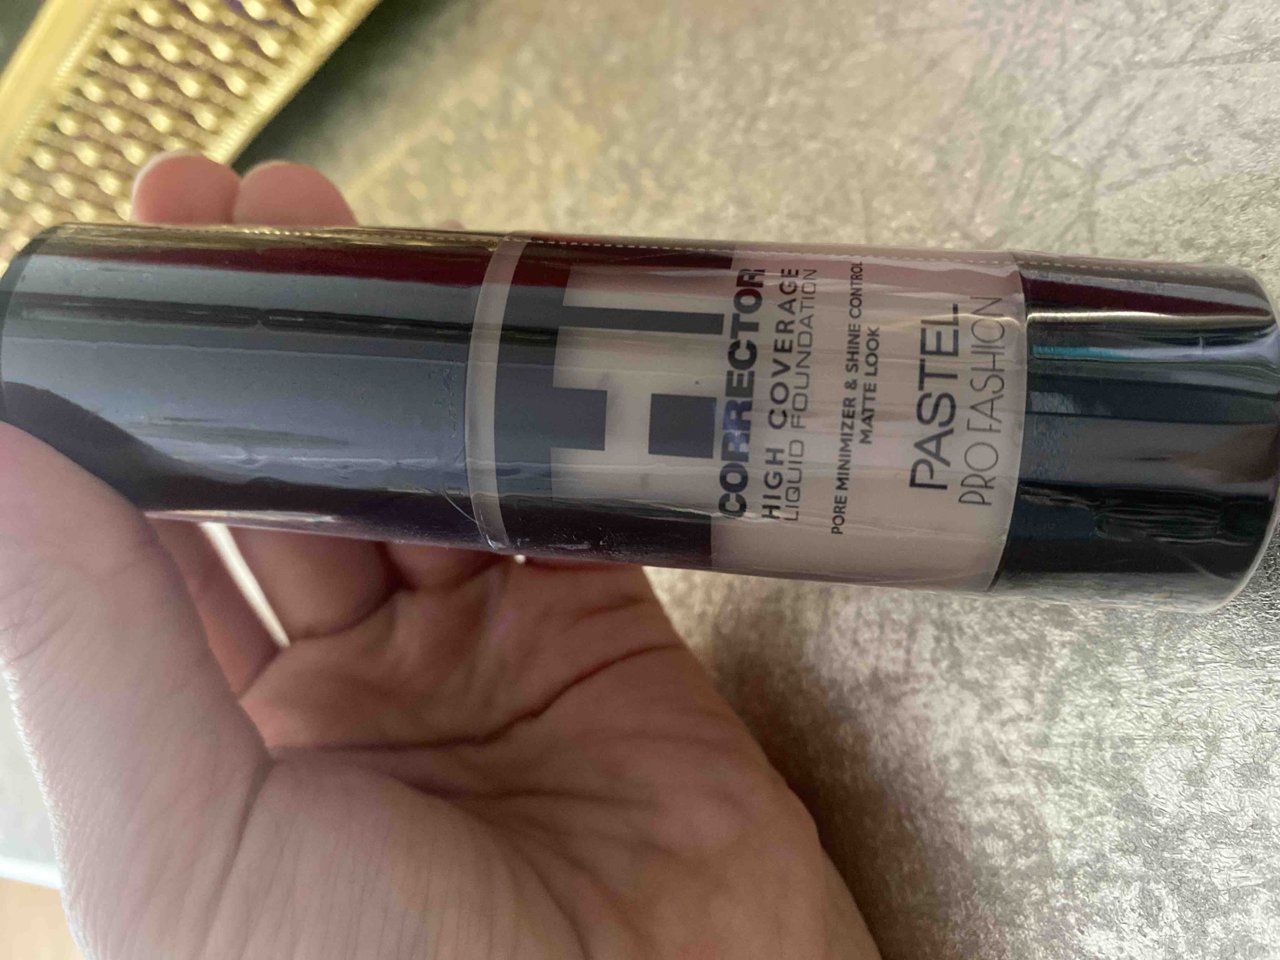 HI
CORRECTOR
HIGH COVERAGE
LIQUID FOUNDATION
PORE MINIMIZER & SHINE CONTROL
MATTE LOOK
PASTEL
PRO FASHION